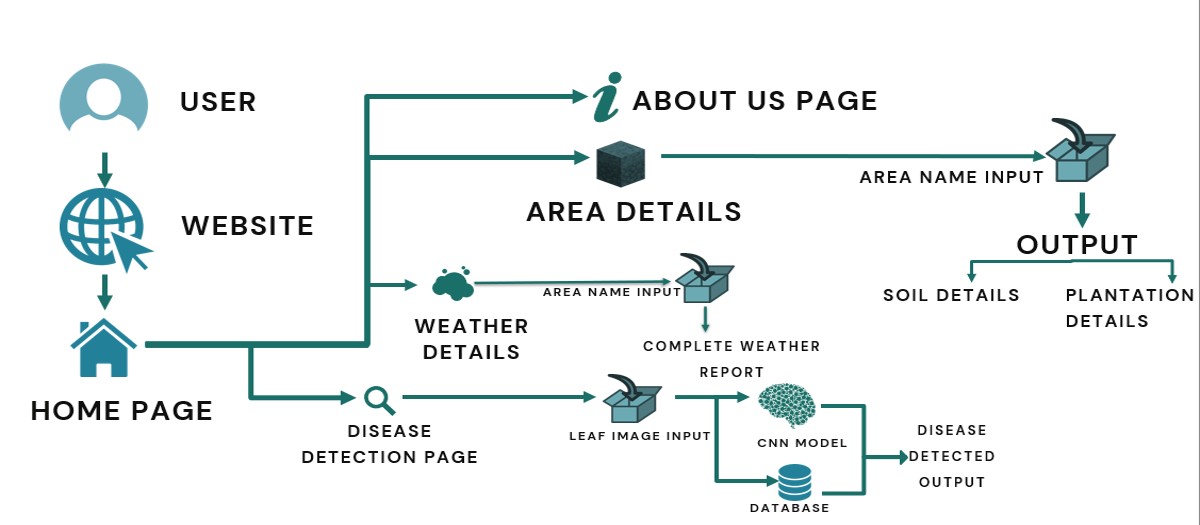 USER
ABOUT US PAGE
AREA NAME INPUT
AREA DETAILS
WEBSITE
OUTPUT
SOIL DETAILS
PLANTATION
DETAILS
AREA NAME INPUT
WEATHER
DETAILS
COMPLETE WEATHER
REPORT
HOME PAGE
DISEASE
DETECTION PAGE
LEAF IMAGE INPUT
CNN MODEL
DATABASE
DISEASE
DETECTED
OUTPUT